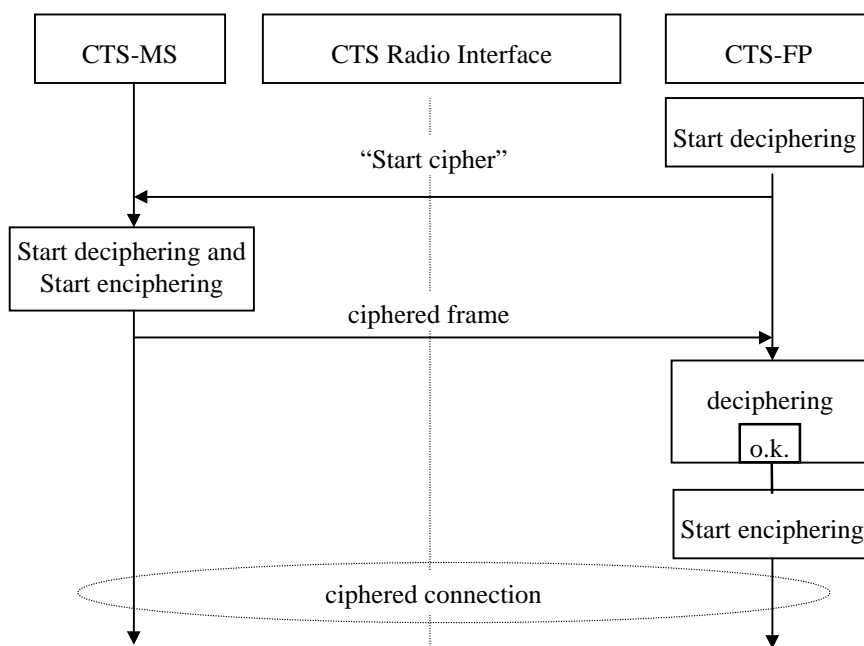 CTS-MS
CTS Radio Interface
CTS-FP
Start deciphering
“Start cipher”
Start deciphering and
Start enciphering
ciphered frame
deciphering
o.k.
Start enciphering
ciphered connection